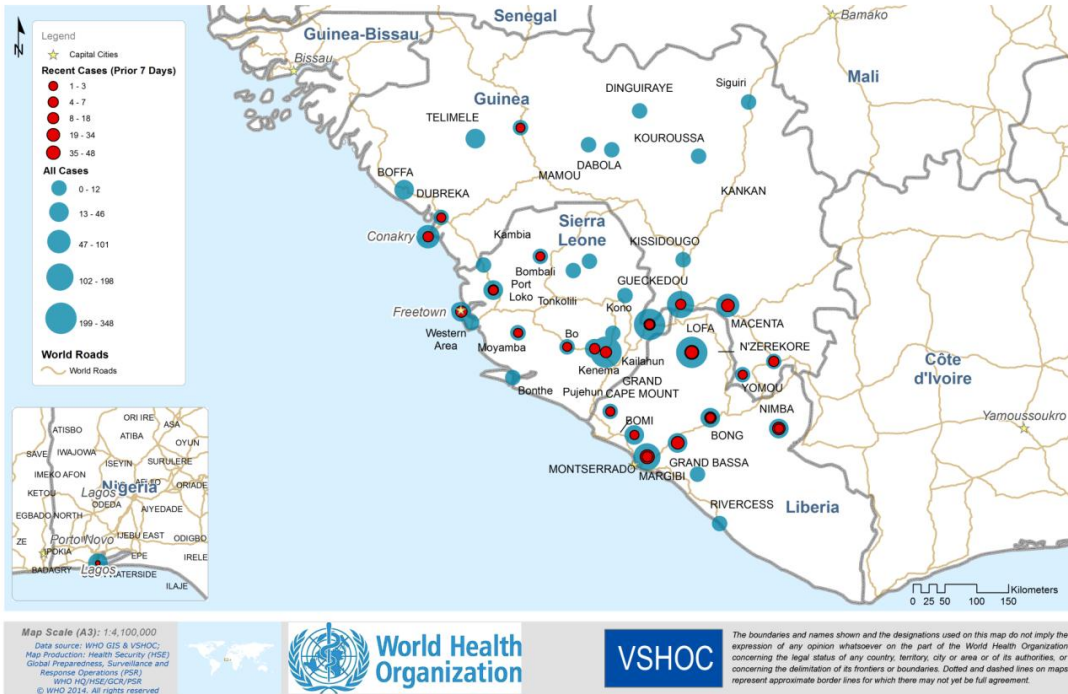 Senegal
Bamako
Guinea-Bissau
Bissau
Mali
N
Legend
Capital Cities
Recent Cases (Prior 7 Days)
1 - 3
4 - 7
8 - 18
19 - 34
35 - 48
All Cases
0 - 12
13 - 46
47 - 101
102 - 198
199 - 348
World Roads
World Roads
Guinea
DINGUIRAYE
Siguiri
TELIMELE
KOUROUSSA
DABOLA
MAMOU
BOFFA
DUBREKA
KANKAN
Conakry
Kambia
Sierra
Leone
KISSIDOUGO
Bombali
Port
Loko
GUECKEDOU
Tonkolili
Kono
Freetown
Western
Area
Moyamba
Bo
LOFA
MACENTA
Kailahun
N'ZEREKORE
Kenema
Bonthe
Pujehun
GRAND
CAPE MOUNT
YOMOU
NIMBA
BOMI
BONG
MONTSERRADO
GRAND BASSA
MARGIBI
RIVERCESS
Liberia
Côte
d'Ivoire
Yamoussoukro
Kilometers
0 25 50 100 150
ORI IRE
ATISBO
ASA
ATIBA
OYUN
SAVE
IWAJOWA
ISEYIN
SURULERE
IMEKO AFON
ORIADE
KETOU
Lagos
Nigeria
ODEDA
AIYEDADE
EGBADO NORTH
ZE
Porto Novo
IJEBU EAST
ODIGBO
IPOKIA
EPE
IRELE
BADAGRY
Lagos
WATERSIDE
ILAJE
Map Scale (A3): 1:4,100,000
Data source: WHO GIS & VSHOC;
Map Production: Health Security (HSE)
Global Preparedness, Surveillance and
Response Operations (PSR)
WHO HQ/HSE/GCR/PSR
© WHO 2014. All rights reserved
World Health
Organization
VSHOC
The boundaries and names shown and the designations used on this map do not imply the
expression of any opinion whatsoever on the part of the World Health Organization
concerning the legal status of any country, territory, city or area or of its authorities, or
concerning the delimitation of its frontiers or boundaries. Dotted and dashed lines on maps
represent approximate border lines for which there may not yet be full agreement.